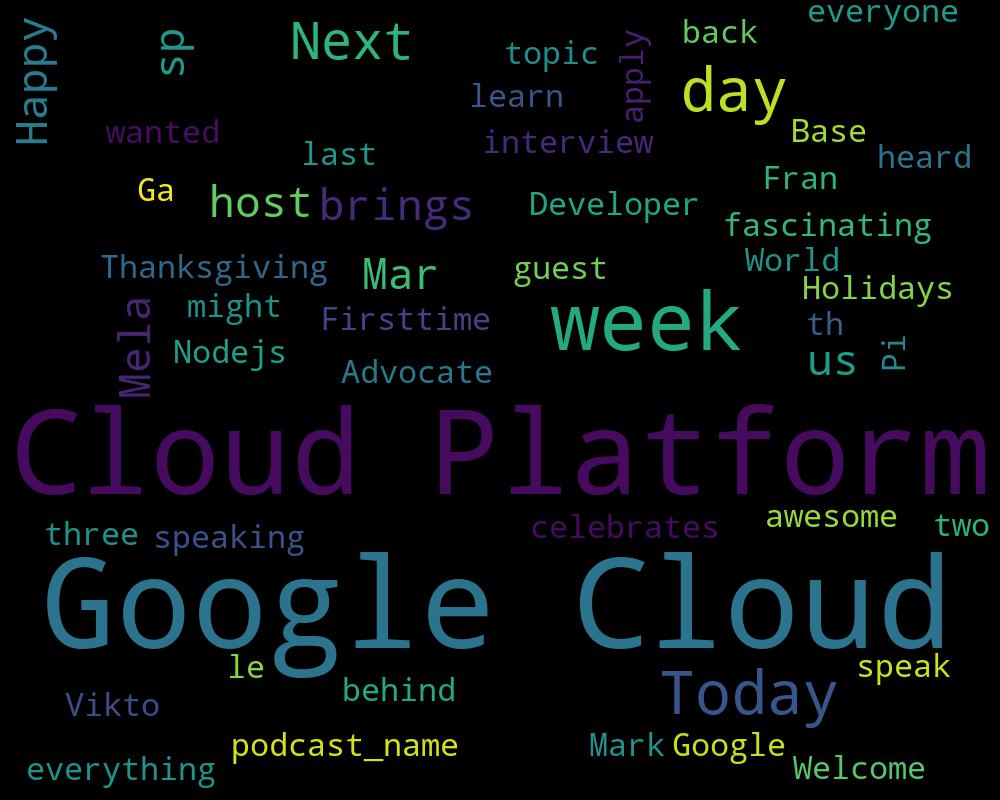 everyone
Happy
sp
Next
back
topic
apply
day
learn
wanted
interview
Base
last
heard
Ga
host
brings
Fran
Developer
fascinating
Thanksgiving
Mar
guest
World
might
Holidays
Mela
Firsttime
week
th
Nodejs
us
Pi
Advocate
Cloud Platform
three
speaking
celebrates
awesome
two
Google Cloud
le
behind
Today
speak
Vikto
podcast_name
Mark
Google
everything
Welcome